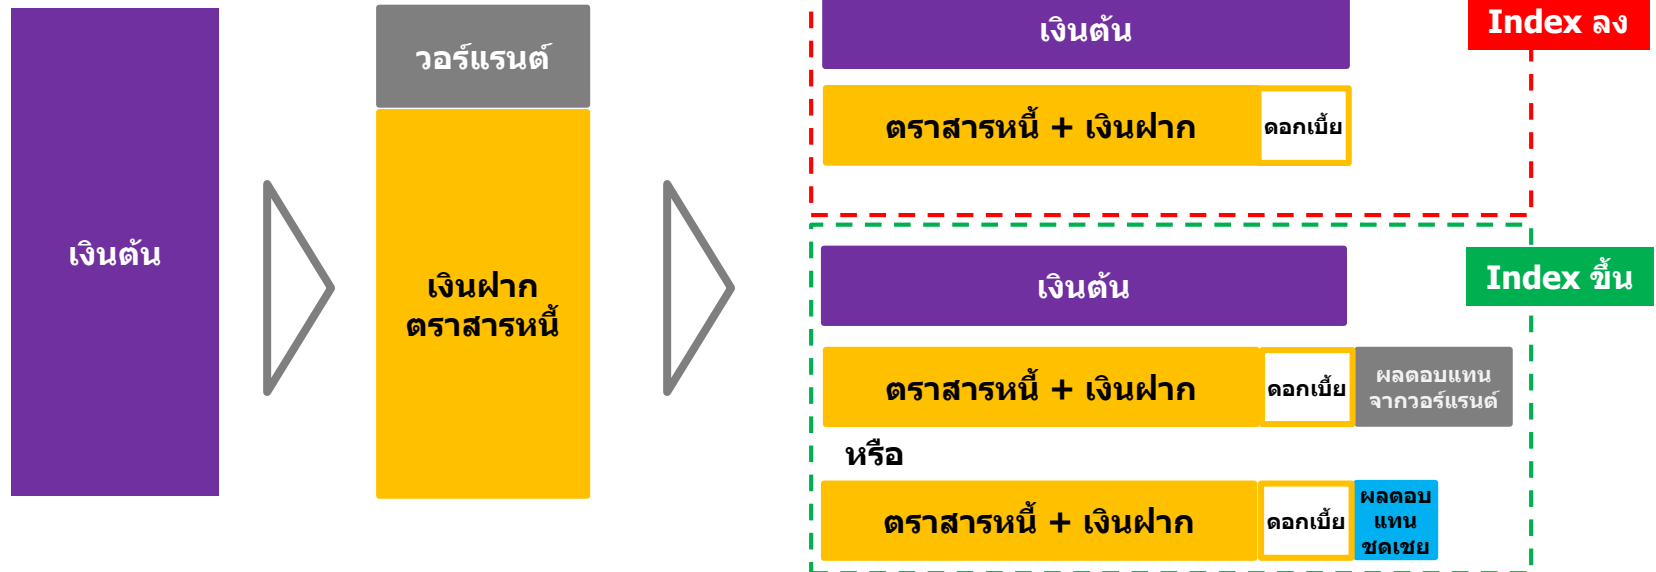 เงินต้น
วอร์แรนต์
เงินฝาก
ตราสารหนี้
เงินต้น
Index ลง
ตราสารหนี้ + เงินฝาก
ดอกเบี้ย
เงินต้น
Index ขึ้น
ตราสารหนี้ + เงินฝาก
ดอกเบี้ย
ผลตอบแทน
จากวอร์แรนต์
หรือ
ตราสารหนี้ + เงินฝาก
ดอกเบี้ย
ผลตอบ
แทน
ชดเชย